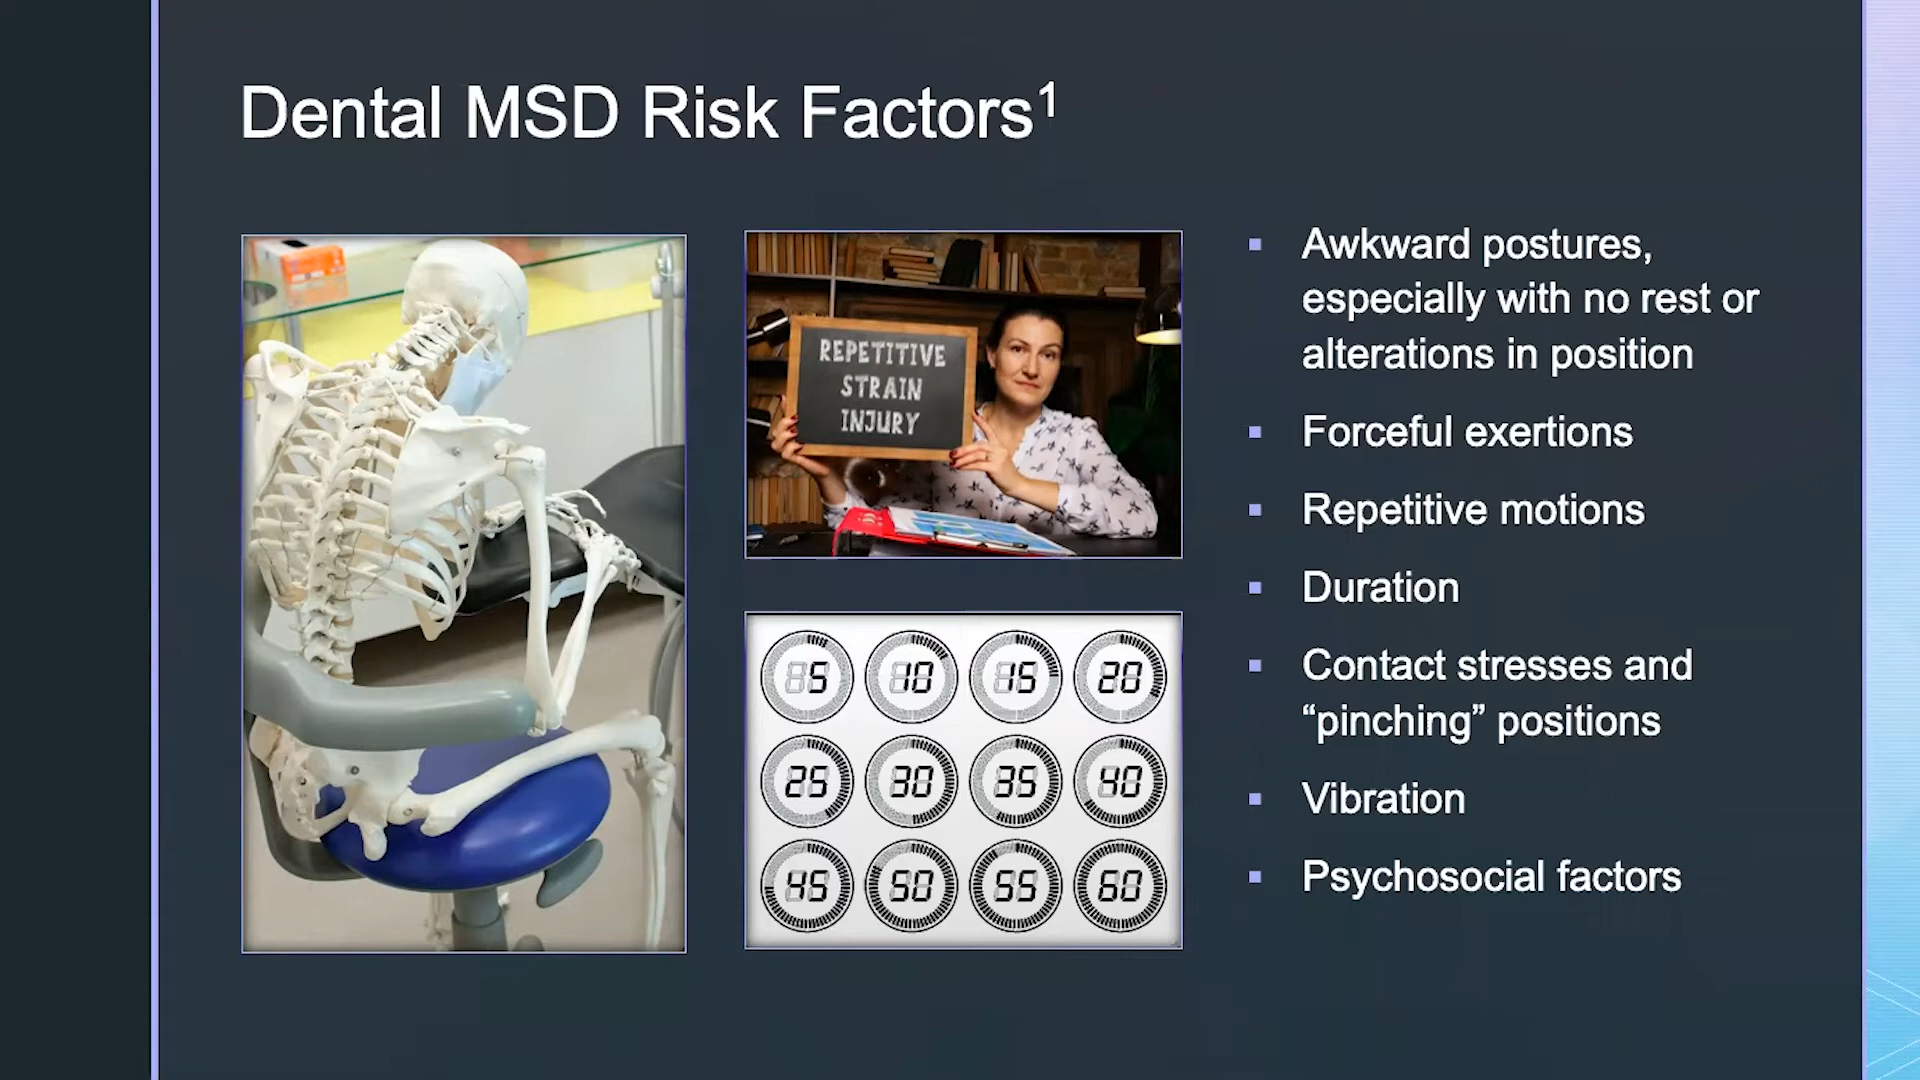 Dental MSD Risk Factors¹
REPETITIVE
STRAIN
INJURY
5 10 15 20
25 30 35 40
45 50 55 60
▪ Awkward postures,
especially with no rest or
alterations in position
▪ Forceful exertions
▪ Repetitive motions
▪ Duration
▪ Contact stresses and
“pinching” positions
▪ Vibration
▪ Psychosocial factors